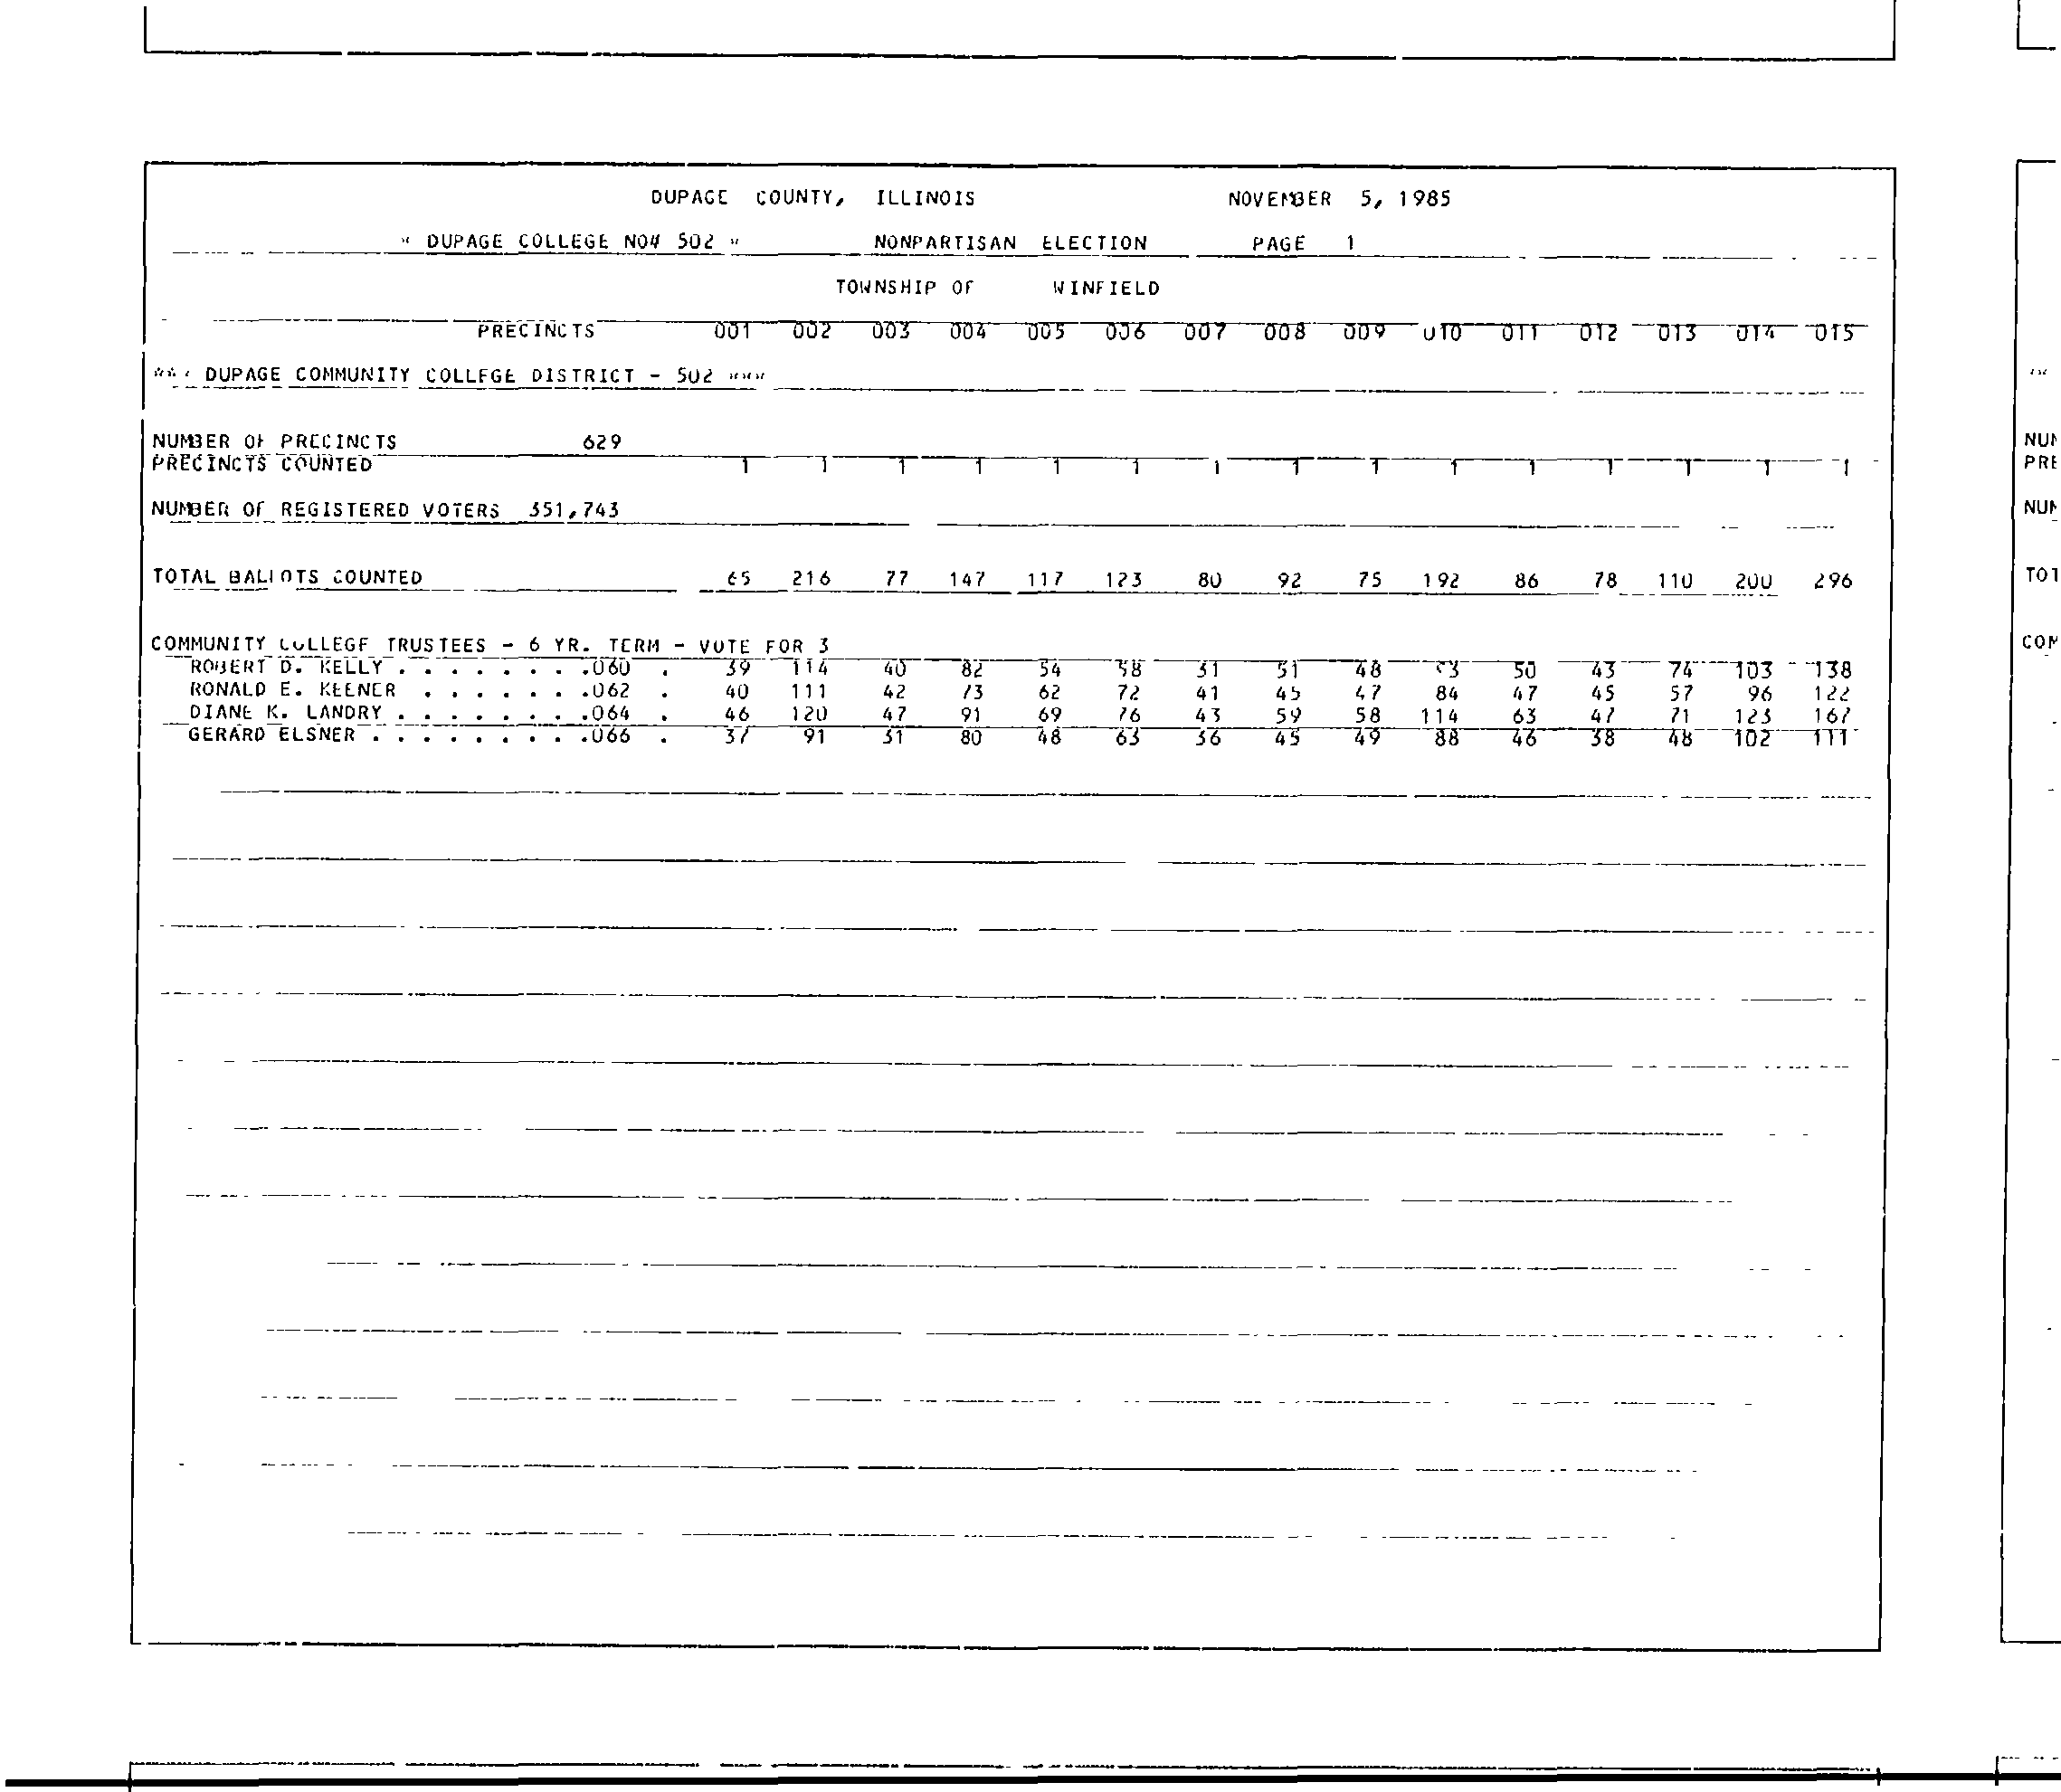 DUPAGE COUNTY, ILLINOIS NOVEMBER 5, 1985
* DUPAGE COLLEGE NO# 502 * NONPARTISAN ELECTION PAGE 1
TOWNSHIP OF WINFIELD
PRECINCTS 001 002 003 004 005 006 007 008 009 010 011 012 013 014 015
*** DUPAGE COMMUNITY COLLEGE DISTRICT - 502 ***
NUMBER OF PRECINCTS 629
PRECINCTS COUNTED 1 1 1 1 1 1 1 1 1 1 1 1 1 1 1
NUMBER OF REGISTERED VOTERS 351,743
TOTAL BALLOTS COUNTED 65 216 77 147 117 123 80 92 75 192 86 78 110 200 296
COMMUNITY COLLEGE TRUSTEES - 6 YR. TERM - VOTE FOR 3
ROBERT D. KELLY . . . . . . . .060 . 39 114 40 82 54 58 31 51 48 50 43 74 103 138
RONALD E. KEENER . . . . . . .062 . 40 111 42 73 62 72 41 45 47 84 47 45 57 96 122
DIANE K. LANDRY . . . . . . . .064 . 46 120 47 91 69 76 43 59 58 114 63 47 71 123 167
GERARD ELSNER . . . . . . . . .066 . 37 91 31 80 48 63 36 45 49 88 46 38 48 102 111